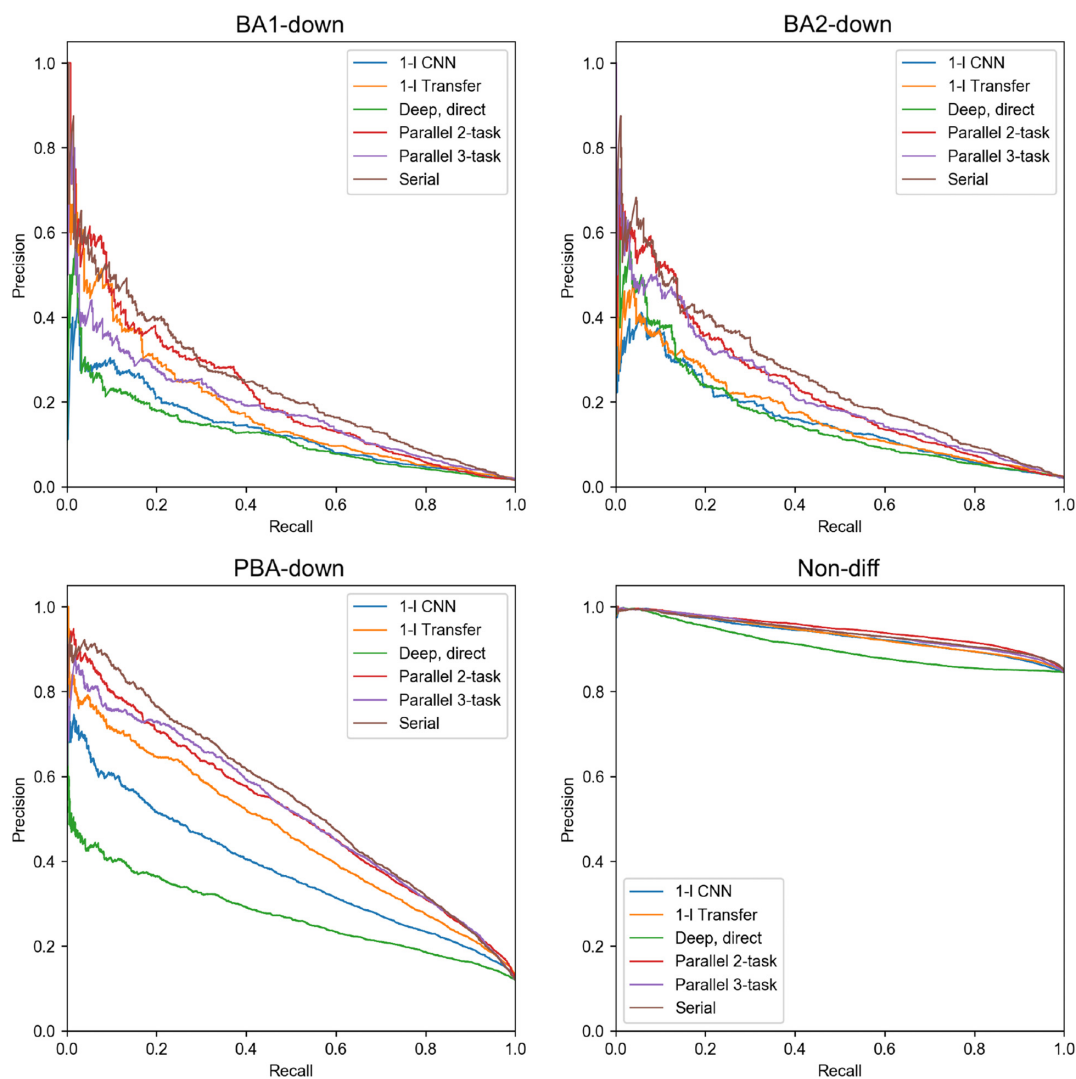 BA1-down
1.0
0.8
0.6
0.4
0.2
0.0
Precision
0.0 0.2 0.4 0.6 0.8 1.0
Recall
1-I CNN
1-I Transfer
Deep, direct
Parallel 2-task
Parallel 3-task
Serial
BA2-down
1.0
0.8
0.6
0.4
0.2
0.0
Precision
0.0 0.2 0.4 0.6 0.8 1.0
Recall
1-I CNN
1-I Transfer
Deep, direct
Parallel 2-task
Parallel 3-task
Serial
PBA-down
1.0
0.8
0.6
0.4
0.2
0.0
Precision
0.0 0.2 0.4 0.6 0.8 1.0
Recall
1-I CNN
1-I Transfer
Deep, direct
Parallel 2-task
Parallel 3-task
Serial
Non-diff
1.0
0.8
0.6
0.4
0.2
0.0
Precision
0.0 0.2 0.4 0.6 0.8 1.0
Recall
1-I CNN
1-I Transfer
Deep, direct
Parallel 2-task
Parallel 3-task
Serial